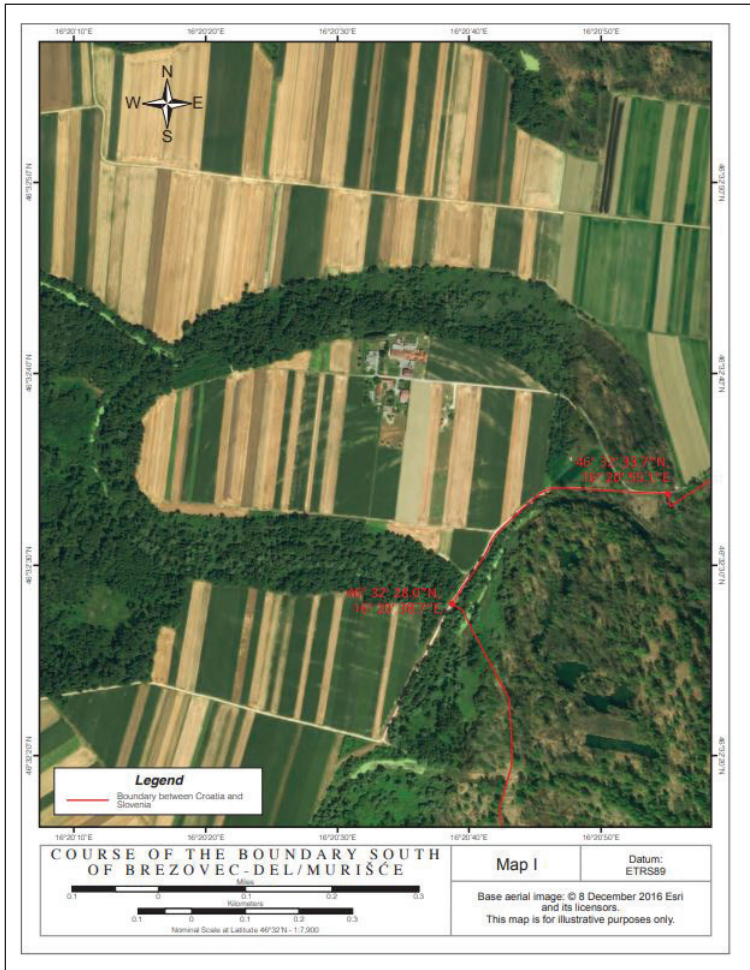 16°20'10"E 16°20'20"E 16°20'30"E 16°20'40"E 16°20'50"E
N
W E
S
46°32'50"N 46°32'50"N
46°32'40"N 46°32'40"N
46° 32' 33.7"N,
16° 20' 55.1"E
46°32'30"N 46°32'30"N
46° 32' 28.0"N,
16° 20' 38.7"E
46°32'20"N 46°32'20"N
Legend
Boundary between Croatia and
Slovenia
16°20'10"E 16°20'20"E 16°20'30"E 16°20'40"E 16°20'50"E
COURSE OF THE BOUNDARY SOUTH
OF BREZOVEC-DEL/MURIŠĆE
Miles
0.1 0 0.1 0.2 0.3
Kilometers
0.1 0 0.1 0.2 0.3
Nominal Scale at Latitude 46°32'N - 1:7,900
Map I
Datum:
ETRS89
Base aerial image: © 8 December 2016 Esri
and its licensors.
This map is for illustrative purposes only.